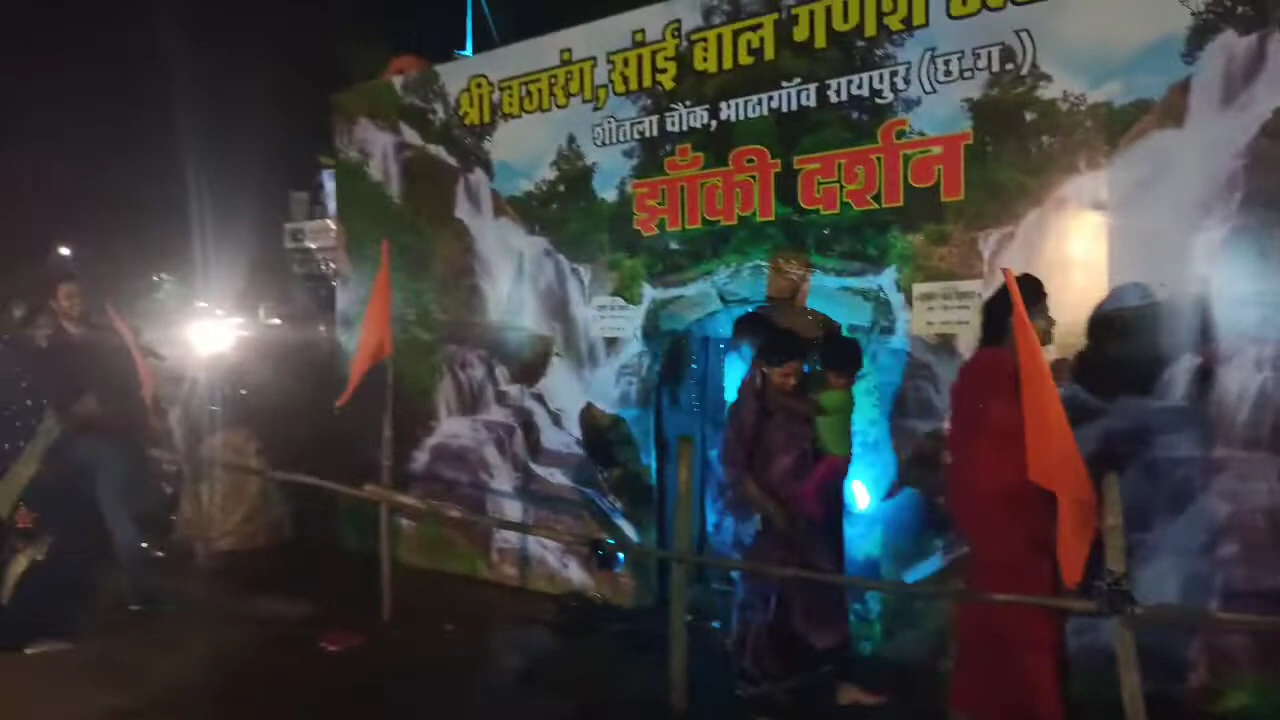 श्री बजरंग,सांई बाल गणेश
शीतला चौंक,भाठागॉव रायपुर (छ.ग.)
झाँकी दर्शन